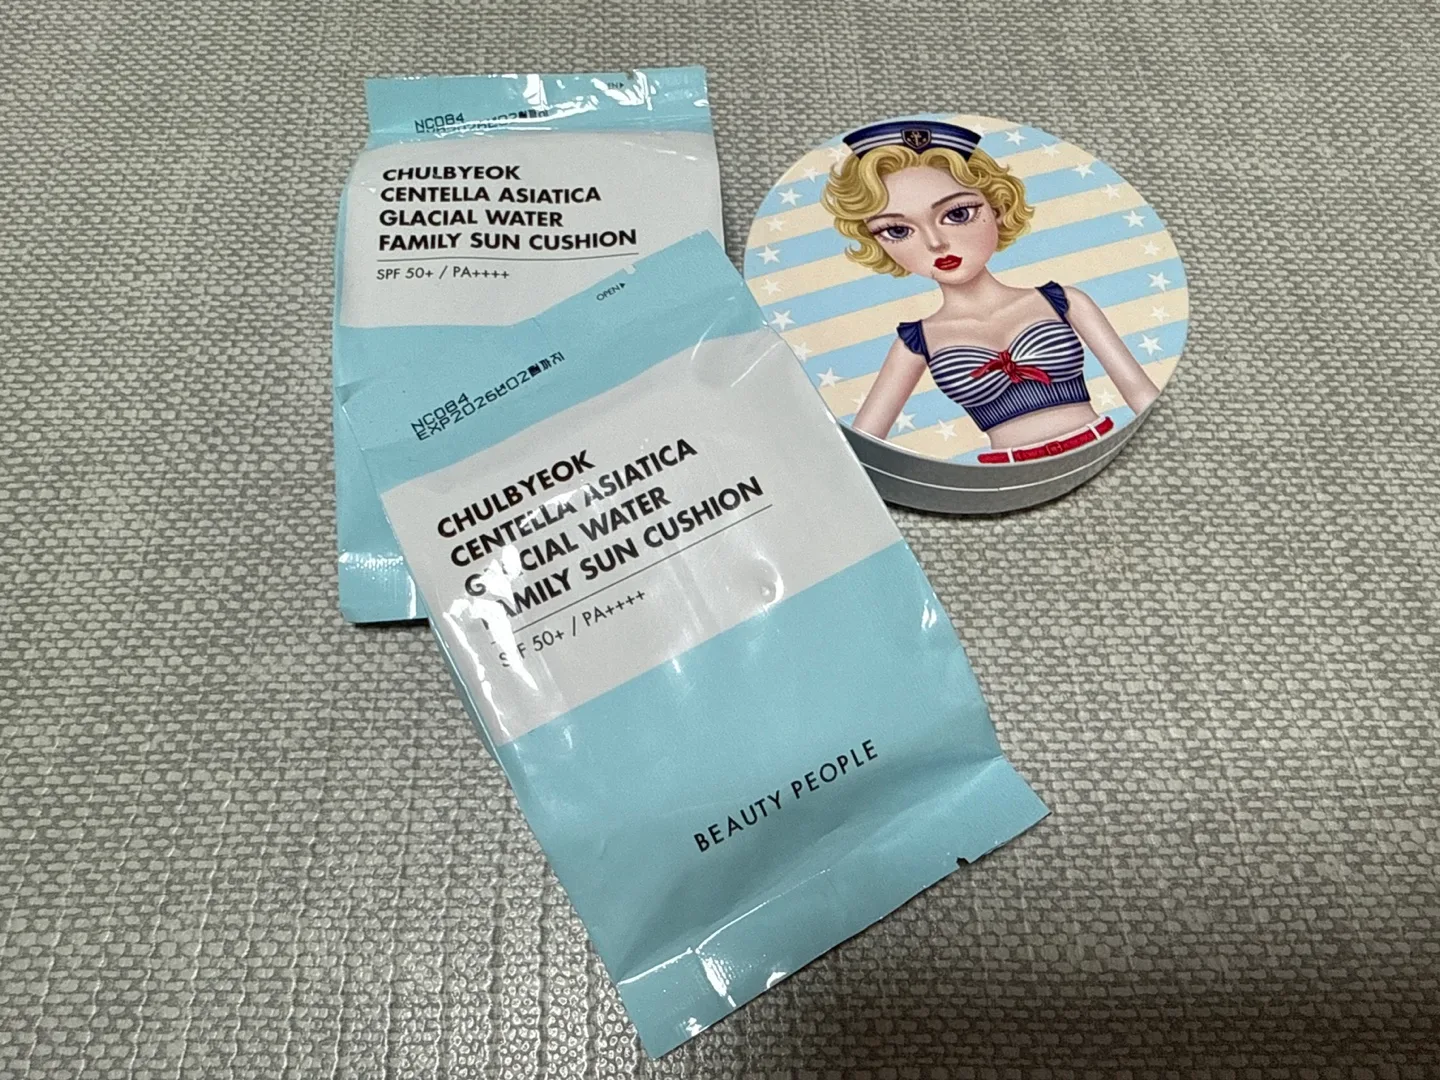 NC084
CHULBYEOK
CENTELLA ASIATICA
GLACIAL WATER
FAMILY SUN CUSHION
SPF 50+ / PA++++
OPEN
NC084
EXP2026년02월까지
CHULBYEOK
CENTELLA ASIATICA
GLACIAL WATER
FAMILY SUN CUSHION
SPF 50+ / PA++++
BEAUTY PEOPLE